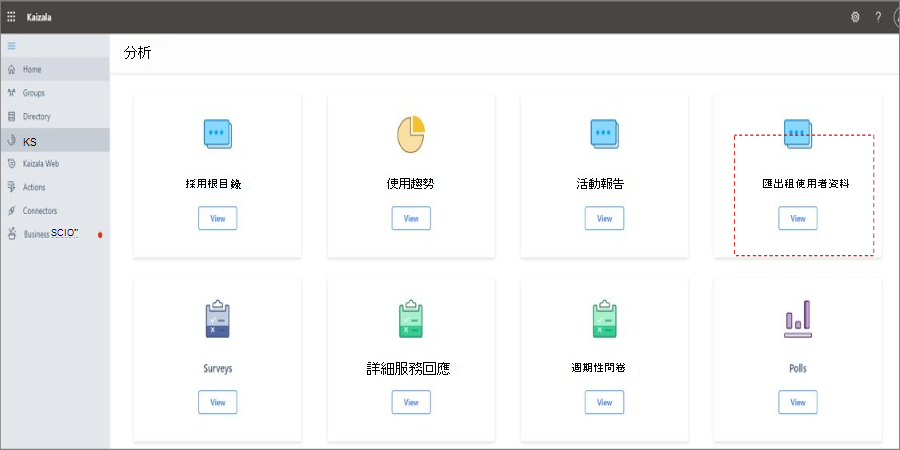 Kaizala
?
分析
Home
Groups
Directory
KS
Kaizala Web
Actions
Connectors
Business SCIO"
採用根目錄
View
使用趨勢
View
活動報告
View
匯出租使用者資料
View
Surveys
View
詳細服務回應
View
週期性問卷
View
Polls
View